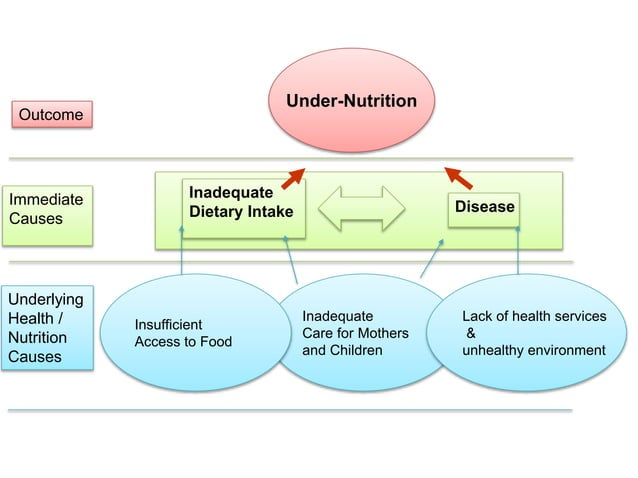 Under-Nutrition
Outcome
Immediate
Causes
Inadequate
Dietary Intake
Disease
Underlying
Health /
Nutrition
Causes
Insufficient
Access to Food
Inadequate
Care for Mothers
and Children
Lack of health services
&
unhealthy environment